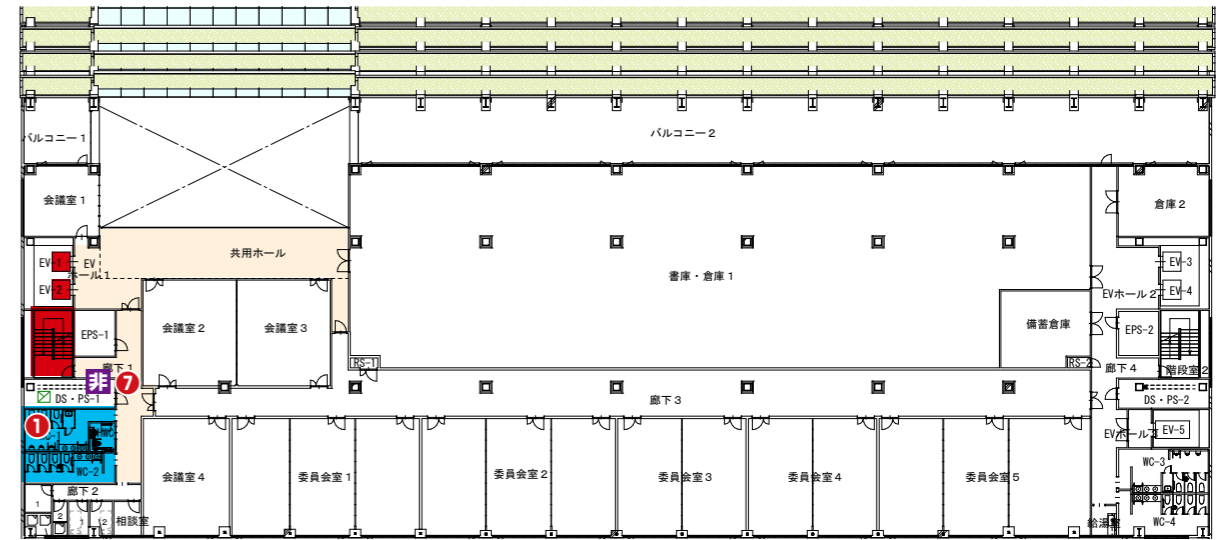 バルコニー１
バルコニー２
会議室１
倉庫２
共用ホール
EV-1
EV
ホール１
EV-2
書庫・倉庫１
EV-3
EVホール２
EV-4
会議室２
会議室３
備蓄倉庫
EPS-1
EPS-2
RS-1
RS-2
廊下１
廊下４
階段室2
非
7
DS・PS-1
廊下３
DS・PS-2
1
EV-5
WC-2
WC-3
会議室４
委員会室１
委員会室２
委員会室３
委員会室４
委員会室５
廊下２
1
2
1
2
相談室
給湯室
WC-4